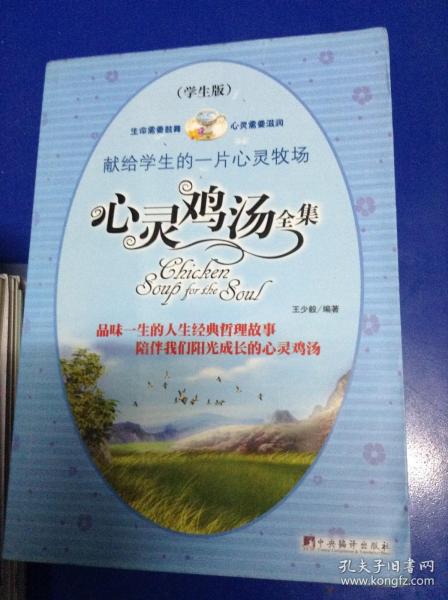 （学生版）
生命需要鼓舞 心灵需要滋润
献给学生的一片心灵牧场
心灵鸡汤全集
Chicken
Soup for the Soul
王少毅/编著
品味一生的人生经典哲理故事
陪伴我们阳光成长的心灵鸡汤
中央编译出版社
孔夫子旧书网
www.kongfz.com